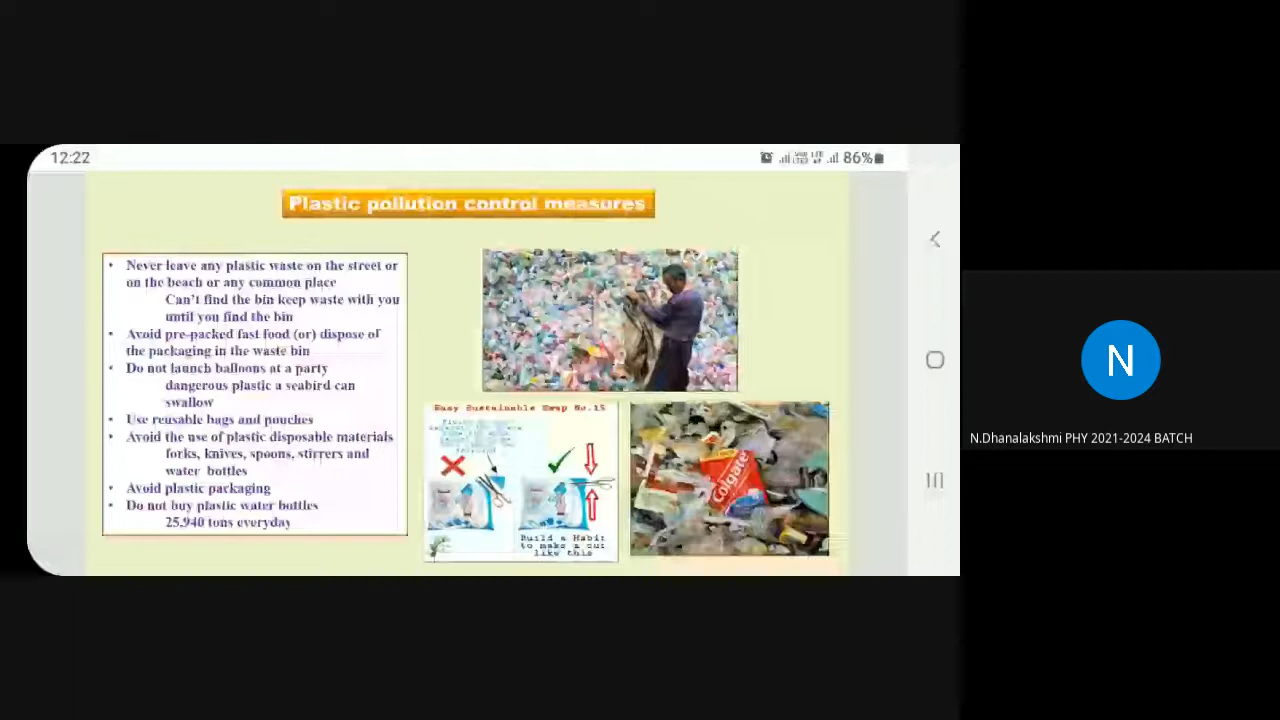 12:22
86%
Plastic pollution control measures
• Never leave any plastic waste on the street or
on the beach or any common place
Can't find the bin keep waste with you
until you find the bin
• Avoid pre-packed fast food (or) dispose of
the packaging in the waste bin
• Do not launch balloons at a party
dangerous plastic a seabird can
swallow
• Use reusable bags and pouches
• Avoid the use of plastic disposable materials
forks, knives, spoons, stirrers and
water bottles
• Avoid plastic packaging
• Do not buy plastic water bottles
25,940 tons everyday
Easy Sustainable Swap No.15
Build a Habit
to make a cut
like this
Colgate
N
N.Dhanalakshmi PHY 2021-2024 BATCH